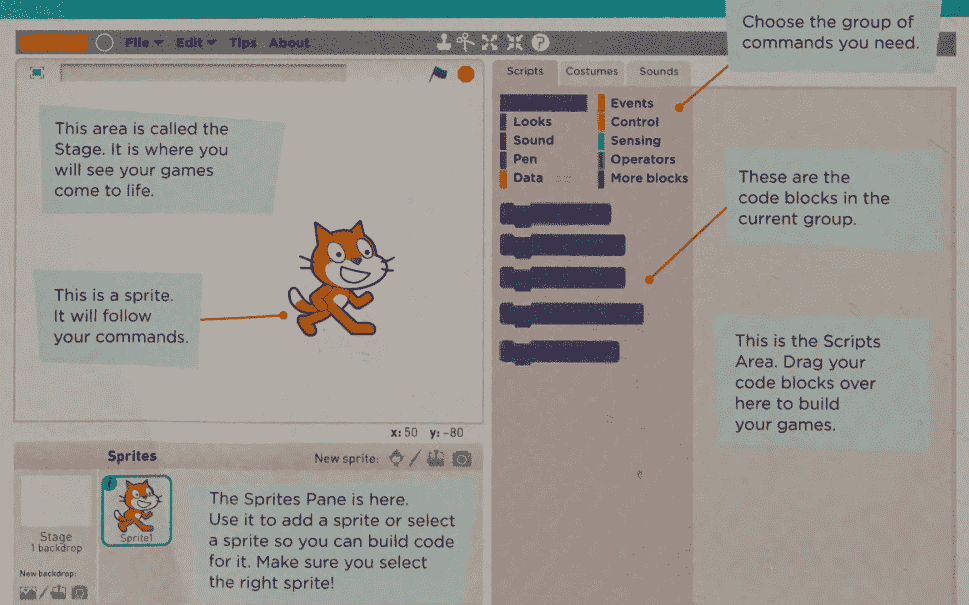 Choose the group of
commands you need.
File Edit Tips About
?
Scripts Costumes Sounds
This area is called the
Stage. It is where you
will see your games
come to life.
Events
Looks Control
Sound Sensing
Pen Operators
Data More blocks
These are the
code blocks in the
current group.
This is a sprite.
It will follow
your commands.
This is the Scripts
Area. Drag your
code blocks over
here to build
your games.
x: 50 y: -80
Sprites New sprite:
i
Sprite1
Stage
1 backdrop
New backdrop:
The Sprites Pane is here.
Use it to add a sprite or select
a sprite so you can build code
for it. Make sure you select
the right sprite!